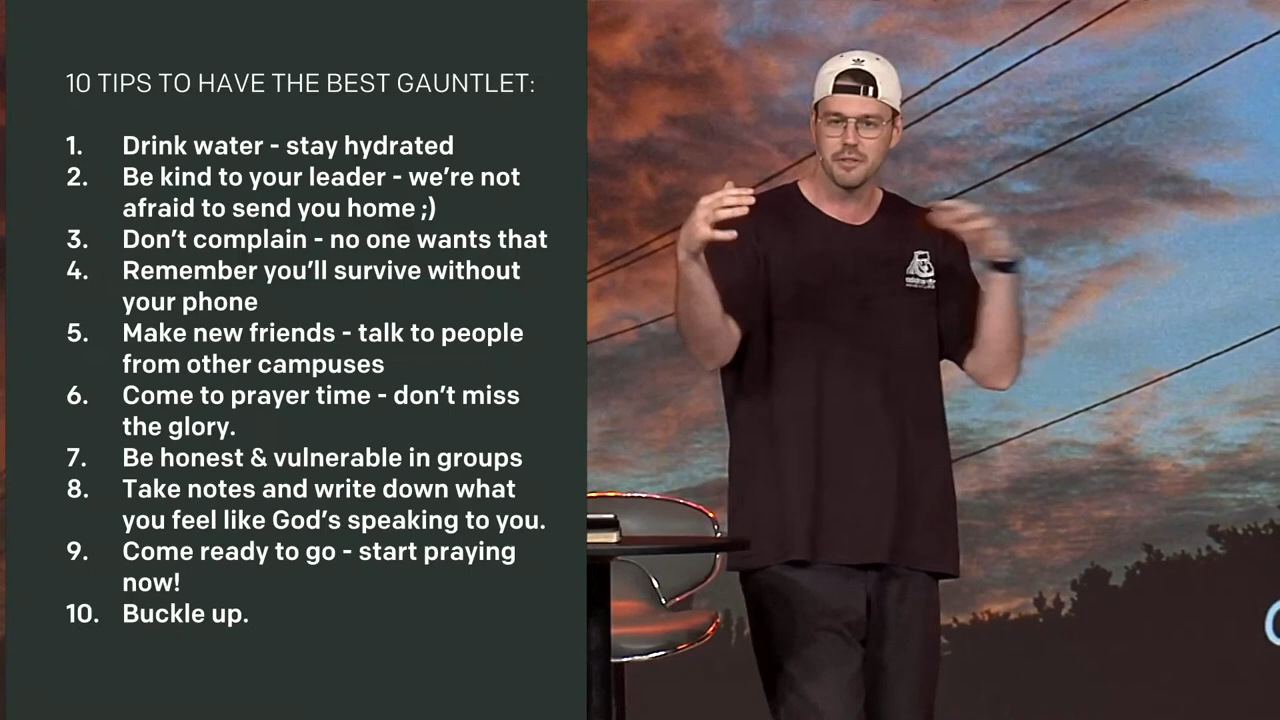 10 TIPS TO HAVE THE BEST GAUNTLET:
1. Drink water - stay hydrated
2. Be kind to your leader - we’re not
afraid to send you home ;)
3. Don’t complain - no one wants that
4. Remember you’ll survive without
your phone
5. Make new friends - talk to people
from other campuses
6. Come to prayer time - don’t miss
the glory.
7. Be honest & vulnerable in groups
8. Take notes and write down what
you feel like God’s speaking to you.
9. Come ready to go - start praying
now!
10. Buckle up.